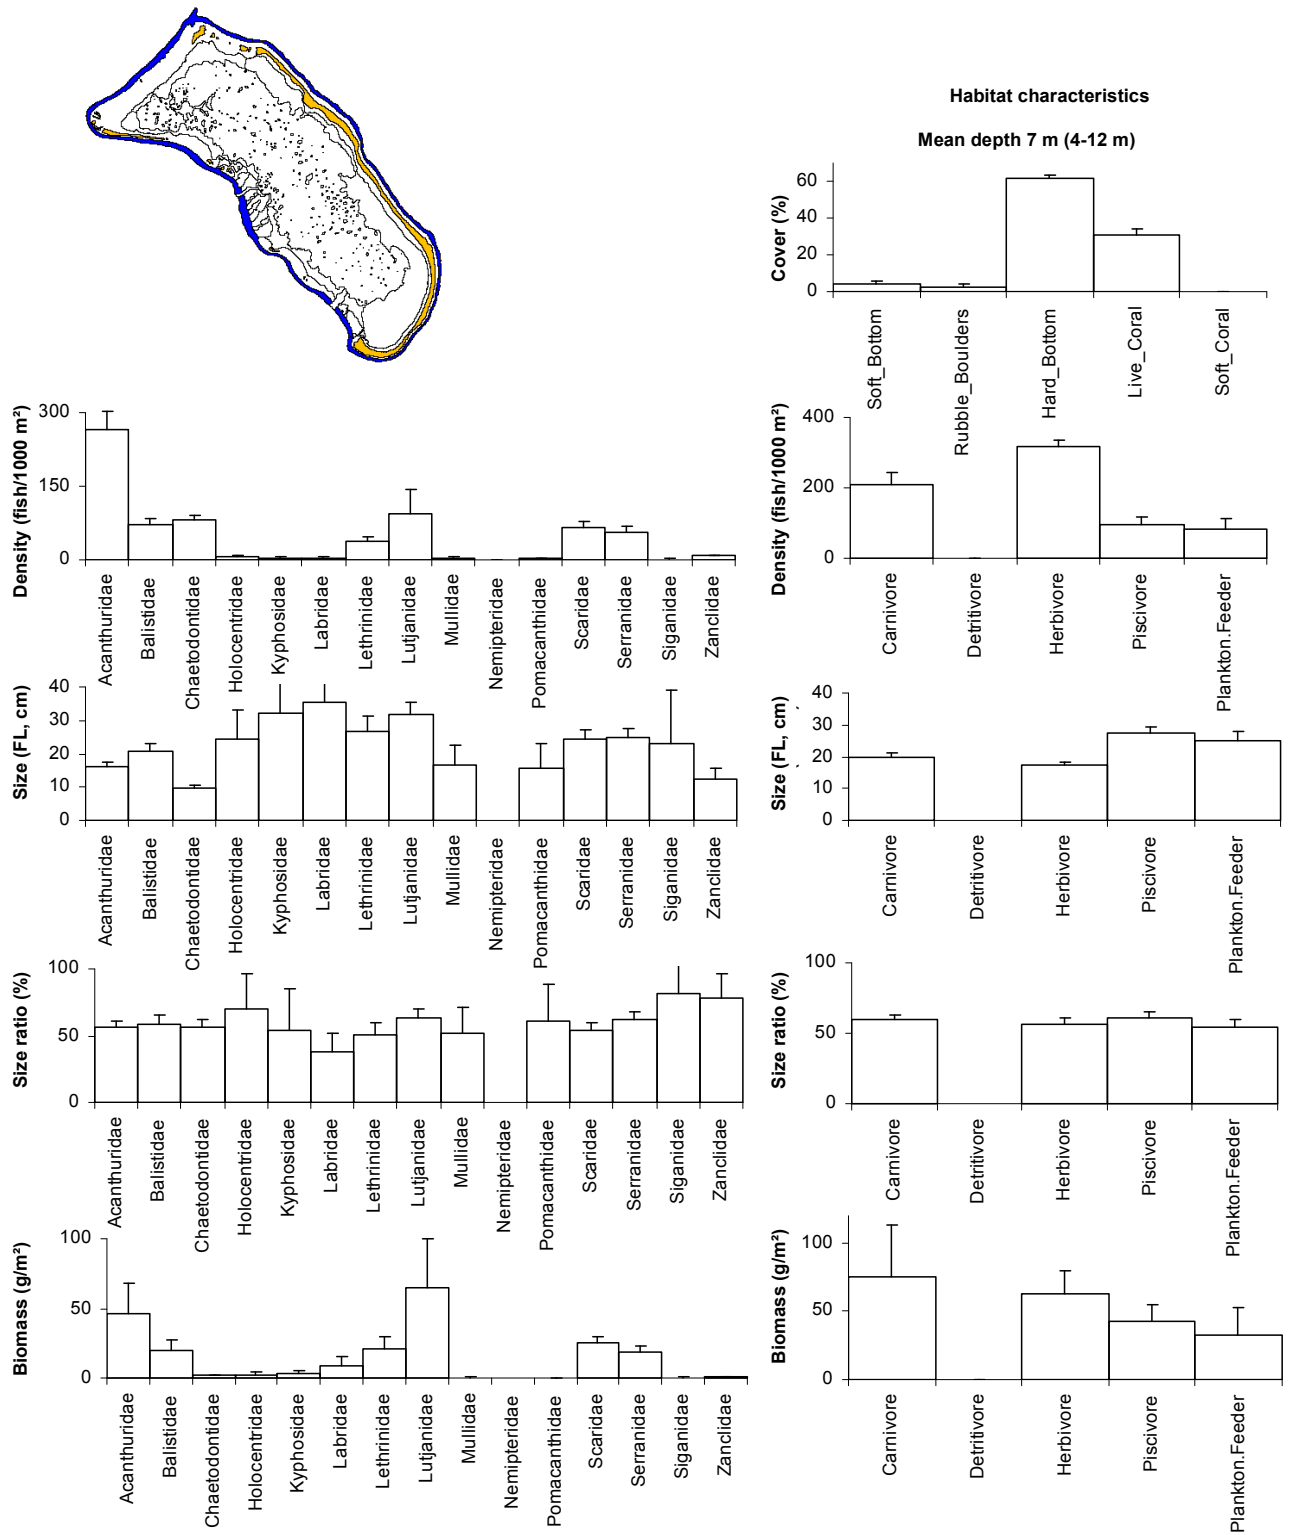 Habitat characteristics
Mean depth 7 m (4-12 m)
Cover (%)
60
40
20
0
Soft_Bottom
Rubble_Boulders
Hard_Bottom
Live_Coral
Soft_Coral
Density (fish/1000 m²)
300
150
0
Acanthuridae
Balistidae
Chaetodontidae
Holocentridae
Kyphosidae
Labridae
Lethrinidae
Lutjanidae
Mullidae
Nemipteridae
Pomacanthidae
Scaridae
Serranidae
Siganidae
Zanclidae
Density (fish/1000 m²)
400
200
0
Carnivore
Detritivore
Herbivore
Piscivore
Plankton.Feeder
Size (FL, cm)
40
30
20
10
0
Acanthuridae
Balistidae
Chaetodontidae
Holocentridae
Kyphosidae
Labridae
Lethrinidae
Lutjanidae
Mullidae
Nemipteridae
Pomacanthidae
Scaridae
Serranidae
Siganidae
Zanclidae
Size (FL, cm)
40
30
20
10
0
Carnivore
Detritivore
Herbivore
Piscivore
Plankton.Feeder
Size ratio (%)
100
50
0
Acanthuridae
Balistidae
Chaetodontidae
Holocentridae
Kyphosidae
Labridae
Lethrinidae
Lutjanidae
Mullidae
Nemipteridae
Pomacanthidae
Scaridae
Serranidae
Siganidae
Zanclidae
Size ratio (%)
100
50
0
Carnivore
Detritivore
Herbivore
Piscivore
Plankton.Feeder
Biomass (g/m²)
100
50
0
Acanthuridae
Balistidae
Chaetodontidae
Holocentridae
Kyphosidae
Labridae
Lethrinidae
Lutjanidae
Mullidae
Nemipteridae
Pomacanthidae
Scaridae
Serranidae
Siganidae
Zanclidae
Biomass (g/m²)
100
50
0
Carnivore
Detritivore
Herbivore
Piscivore
Plankton.Feeder